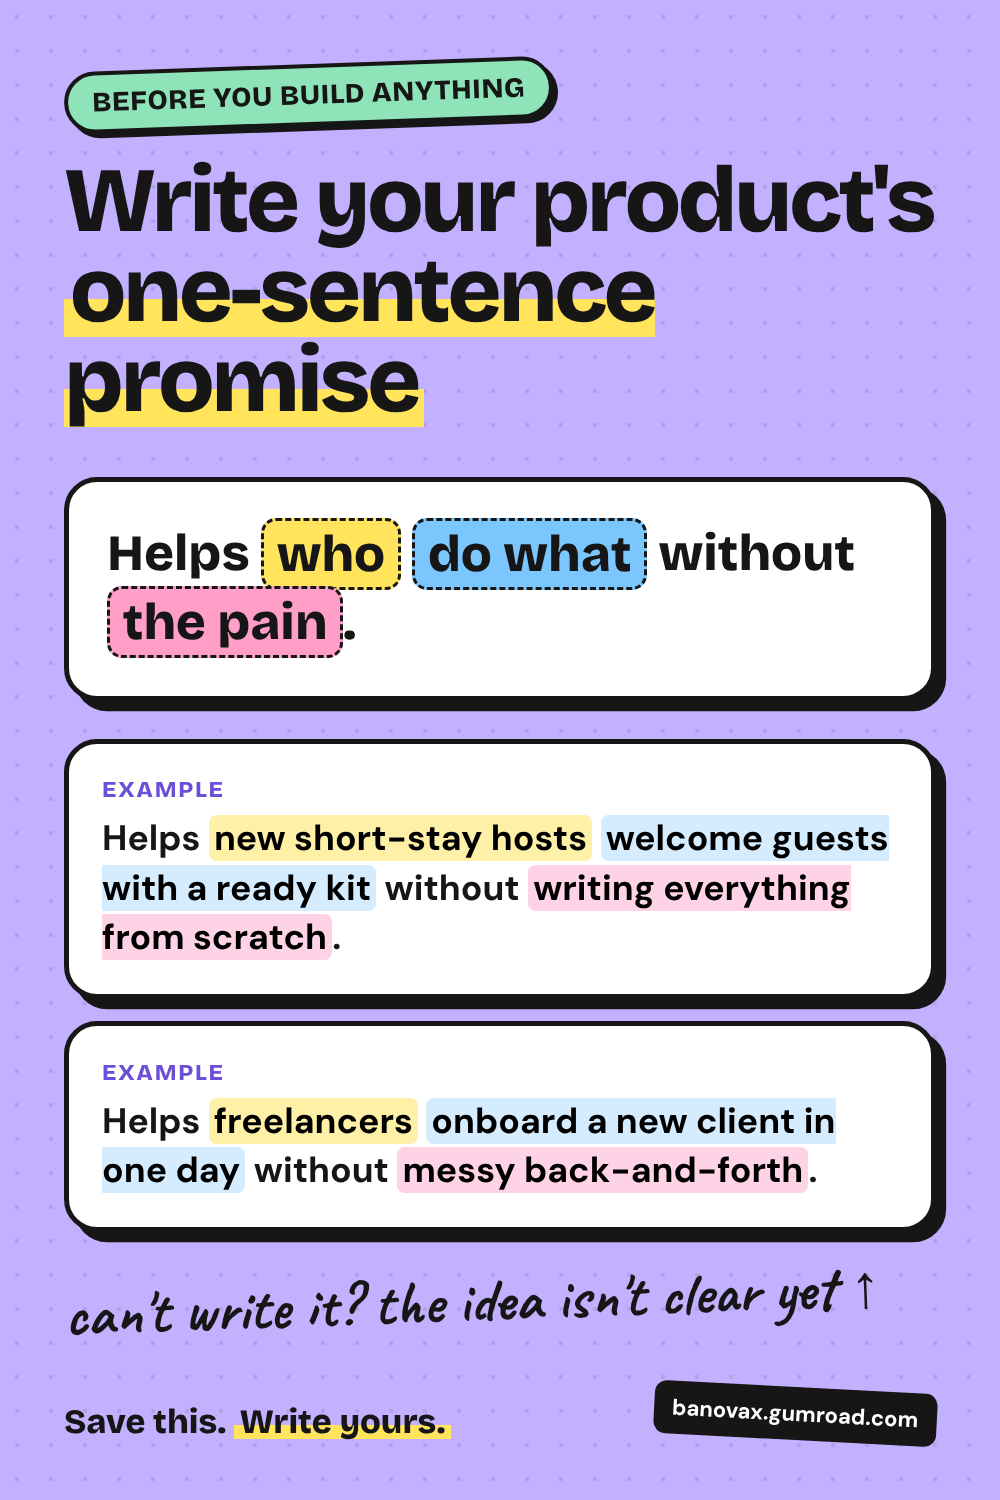 BEFORE YOU BUILD ANYTHING
Write your product's
one-sentence
promise
Helps who do what without
the pain.
EXAMPLE
Helps new short-stay hosts welcome guests
with a ready kit without writing everything
from scratch.
EXAMPLE
Helps freelancers onboard a new client in
one day without messy back-and-forth.
can't write it? the idea isn't clear yet ↑
Save this. Write yours.
banovax.gumroad.com